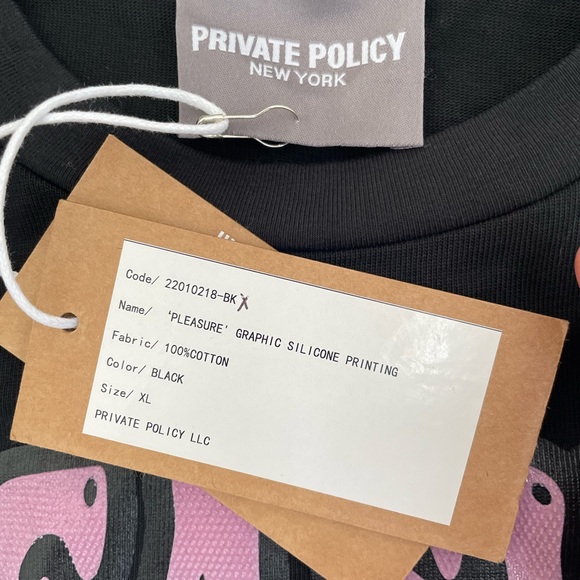 PRIVATE POLICY
NEW YORK
Code/ 22010218-BK
Name/ 'PLEASURE' GRAPHIC SILICONE PRINTING
Fabric/ 100%COTTON
Color/ BLACK
Size/ XL
PRIVATE POLICY LLC